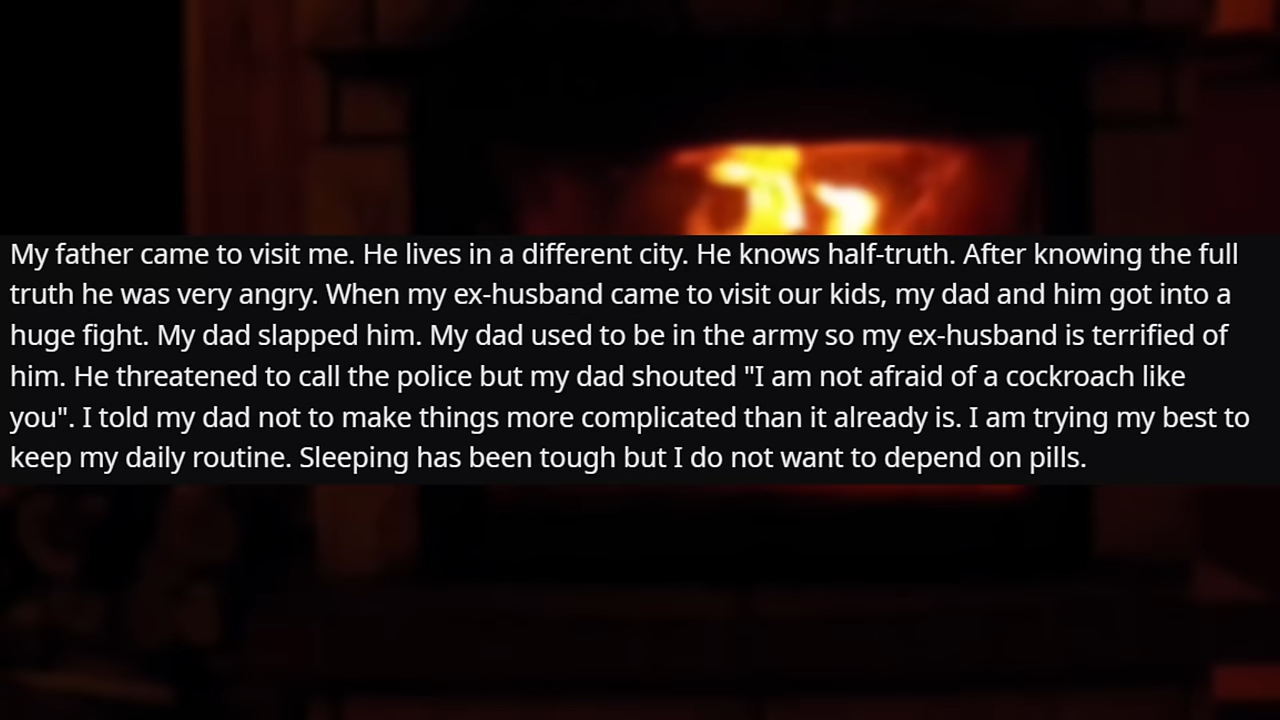 My father came to visit me. He lives in a different city. He knows half-truth. After knowing the full
truth he was very angry. When my ex-husband came to visit our kids, my dad and him got into a
huge fight. My dad slapped him. My dad used to be in the army so my ex-husband is terrified of
him. He threatened to call the police but my dad shouted "I am not afraid of a cockroach like
you". I told my dad not to make things more complicated than it already is. I am trying my best to
keep my daily routine. Sleeping has been tough but I do not want to depend on pills.